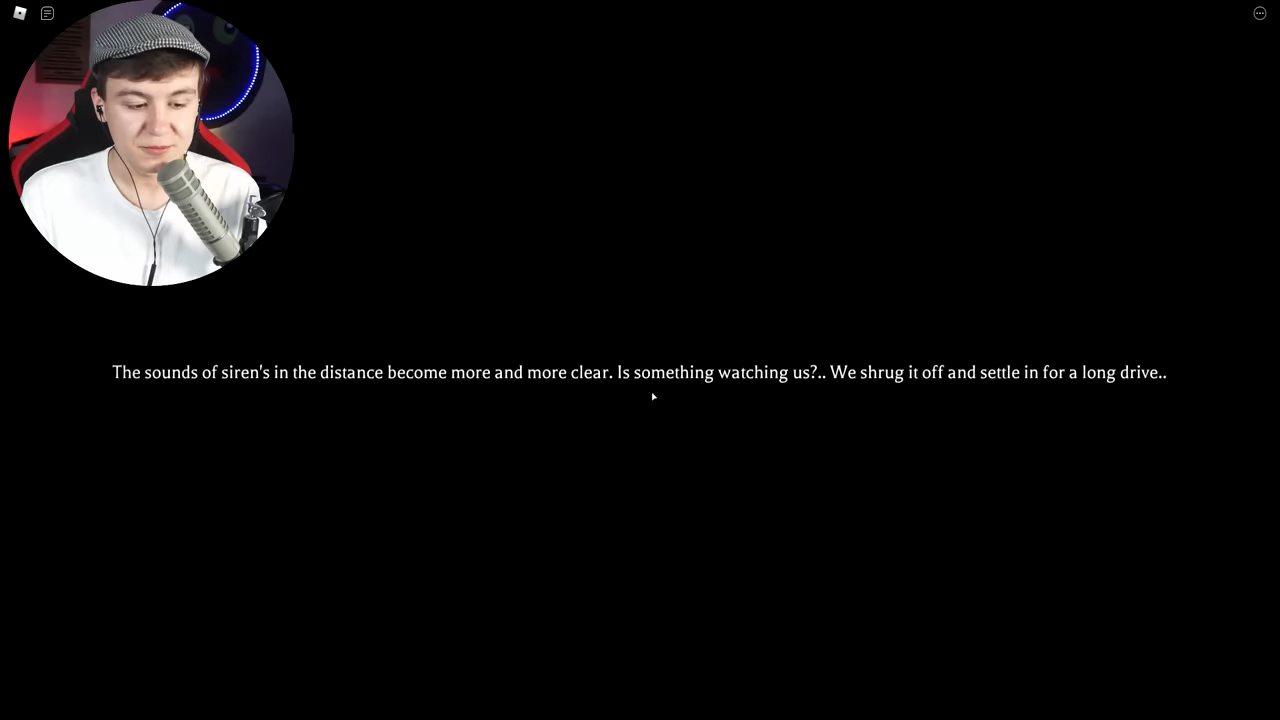 The sounds of siren's in the distance become more and more clear. Is something watching us?.. We shrug it off and settle in for a long drive..